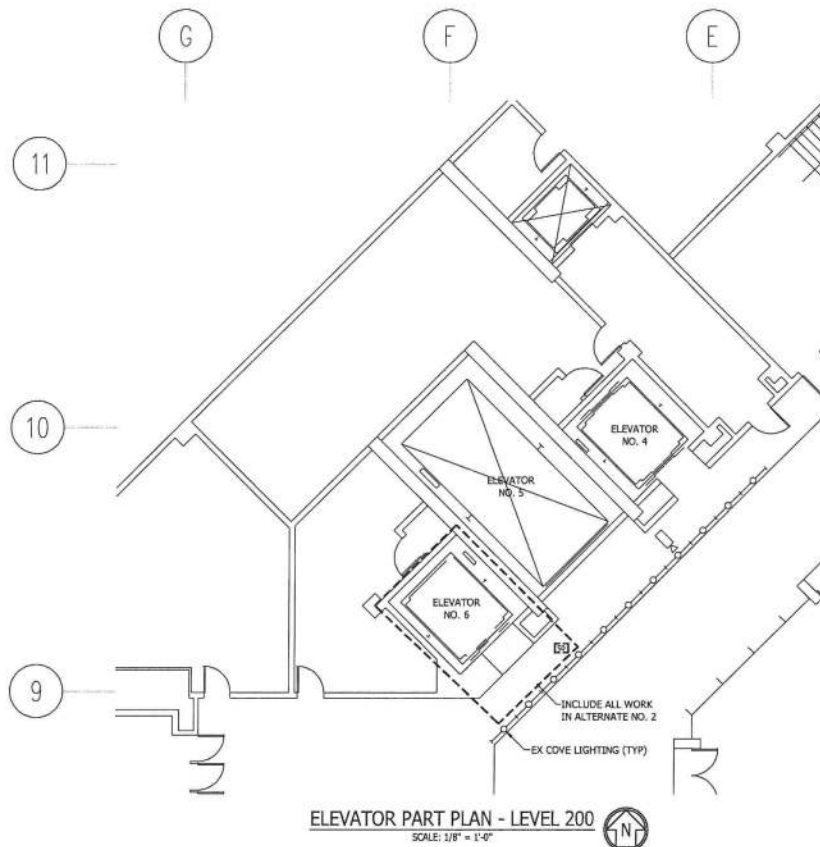 G
F
E
11
10
ELEVATOR
NO. 4
ELEVATOR
NO. 5
ELEVATOR
NO. 6
9
INCLUDE ALL WORK
IN ALTERNATE NO. 2
EX COVE LIGHTING (TYP)
ELEVATOR PART PLAN - LEVEL 200
SCALE: 1/8" = 1'-0"
N